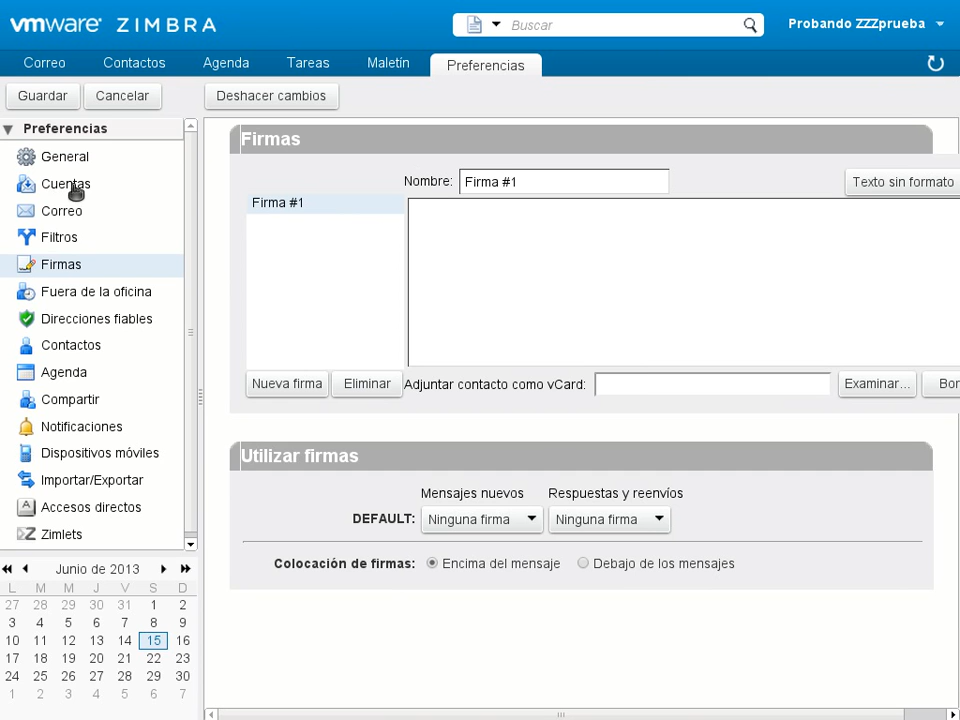 vmware ZIMBRA
Buscar
Probando ZZZprueba
Correo Contactos Agenda Tareas Maletín Preferencias
Guardar Cancelar Deshacer cambios
Preferencias
General
Cuentas
Correo
Filtros
Firmas
Fuera de la oficina
Direcciones fiables
Contactos
Agenda
Compartir
Notificaciones
Dispositivos móviles
Importar/Exportar
Accesos directos
Zimlets
Junio de 2013
L M M J V S D
27 28 29 30 31 1 2
3 4 5 6 7 8 9
10 11 12 13 14 15 16
17 18 19 20 21 22 23
24 25 26 27 28 29 30
1 2 3 4 5 6 7
Firmas
Nombre: Firma #1 Texto sin formato
Firma #1
Nueva firma Eliminar Adjuntar contacto como vCard: Examinar... Bor
Utilizar firmas
Mensajes nuevos Respuestas y reenvíos
DEFAULT: Ninguna firma Ninguna firma
Colocación de firmas: Encima del mensaje Debajo de los mensajes